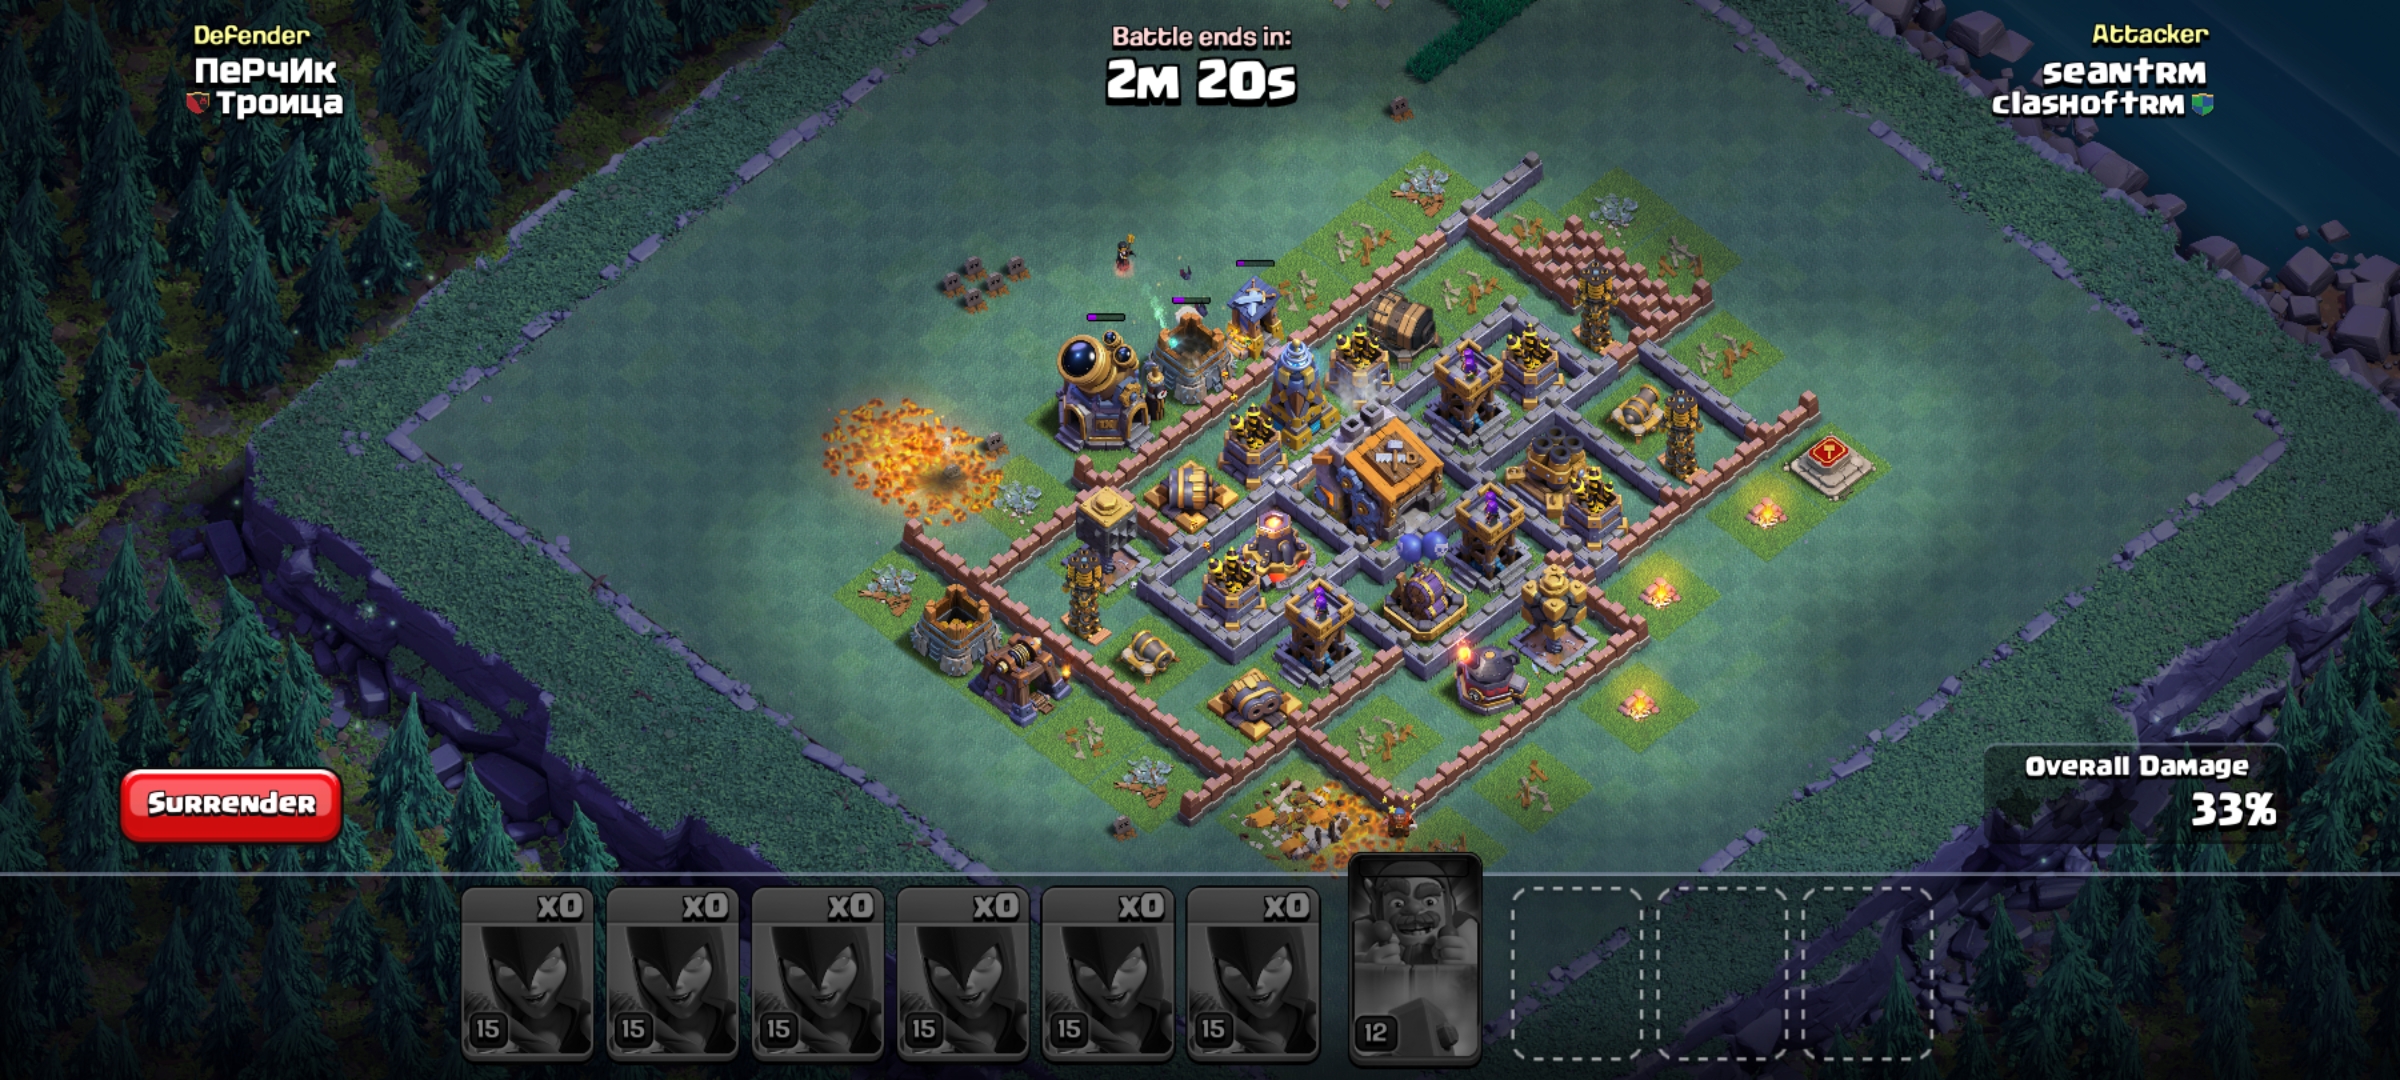 Defender
ПеРчИк
Троица
Battle ends in:
2M 20s
Attacker
seantrm
clashoftrm
Surrender
Overall Damage
33%
x0
x0
x0
x0
x0
x0
15
15
15
15
15
15
12